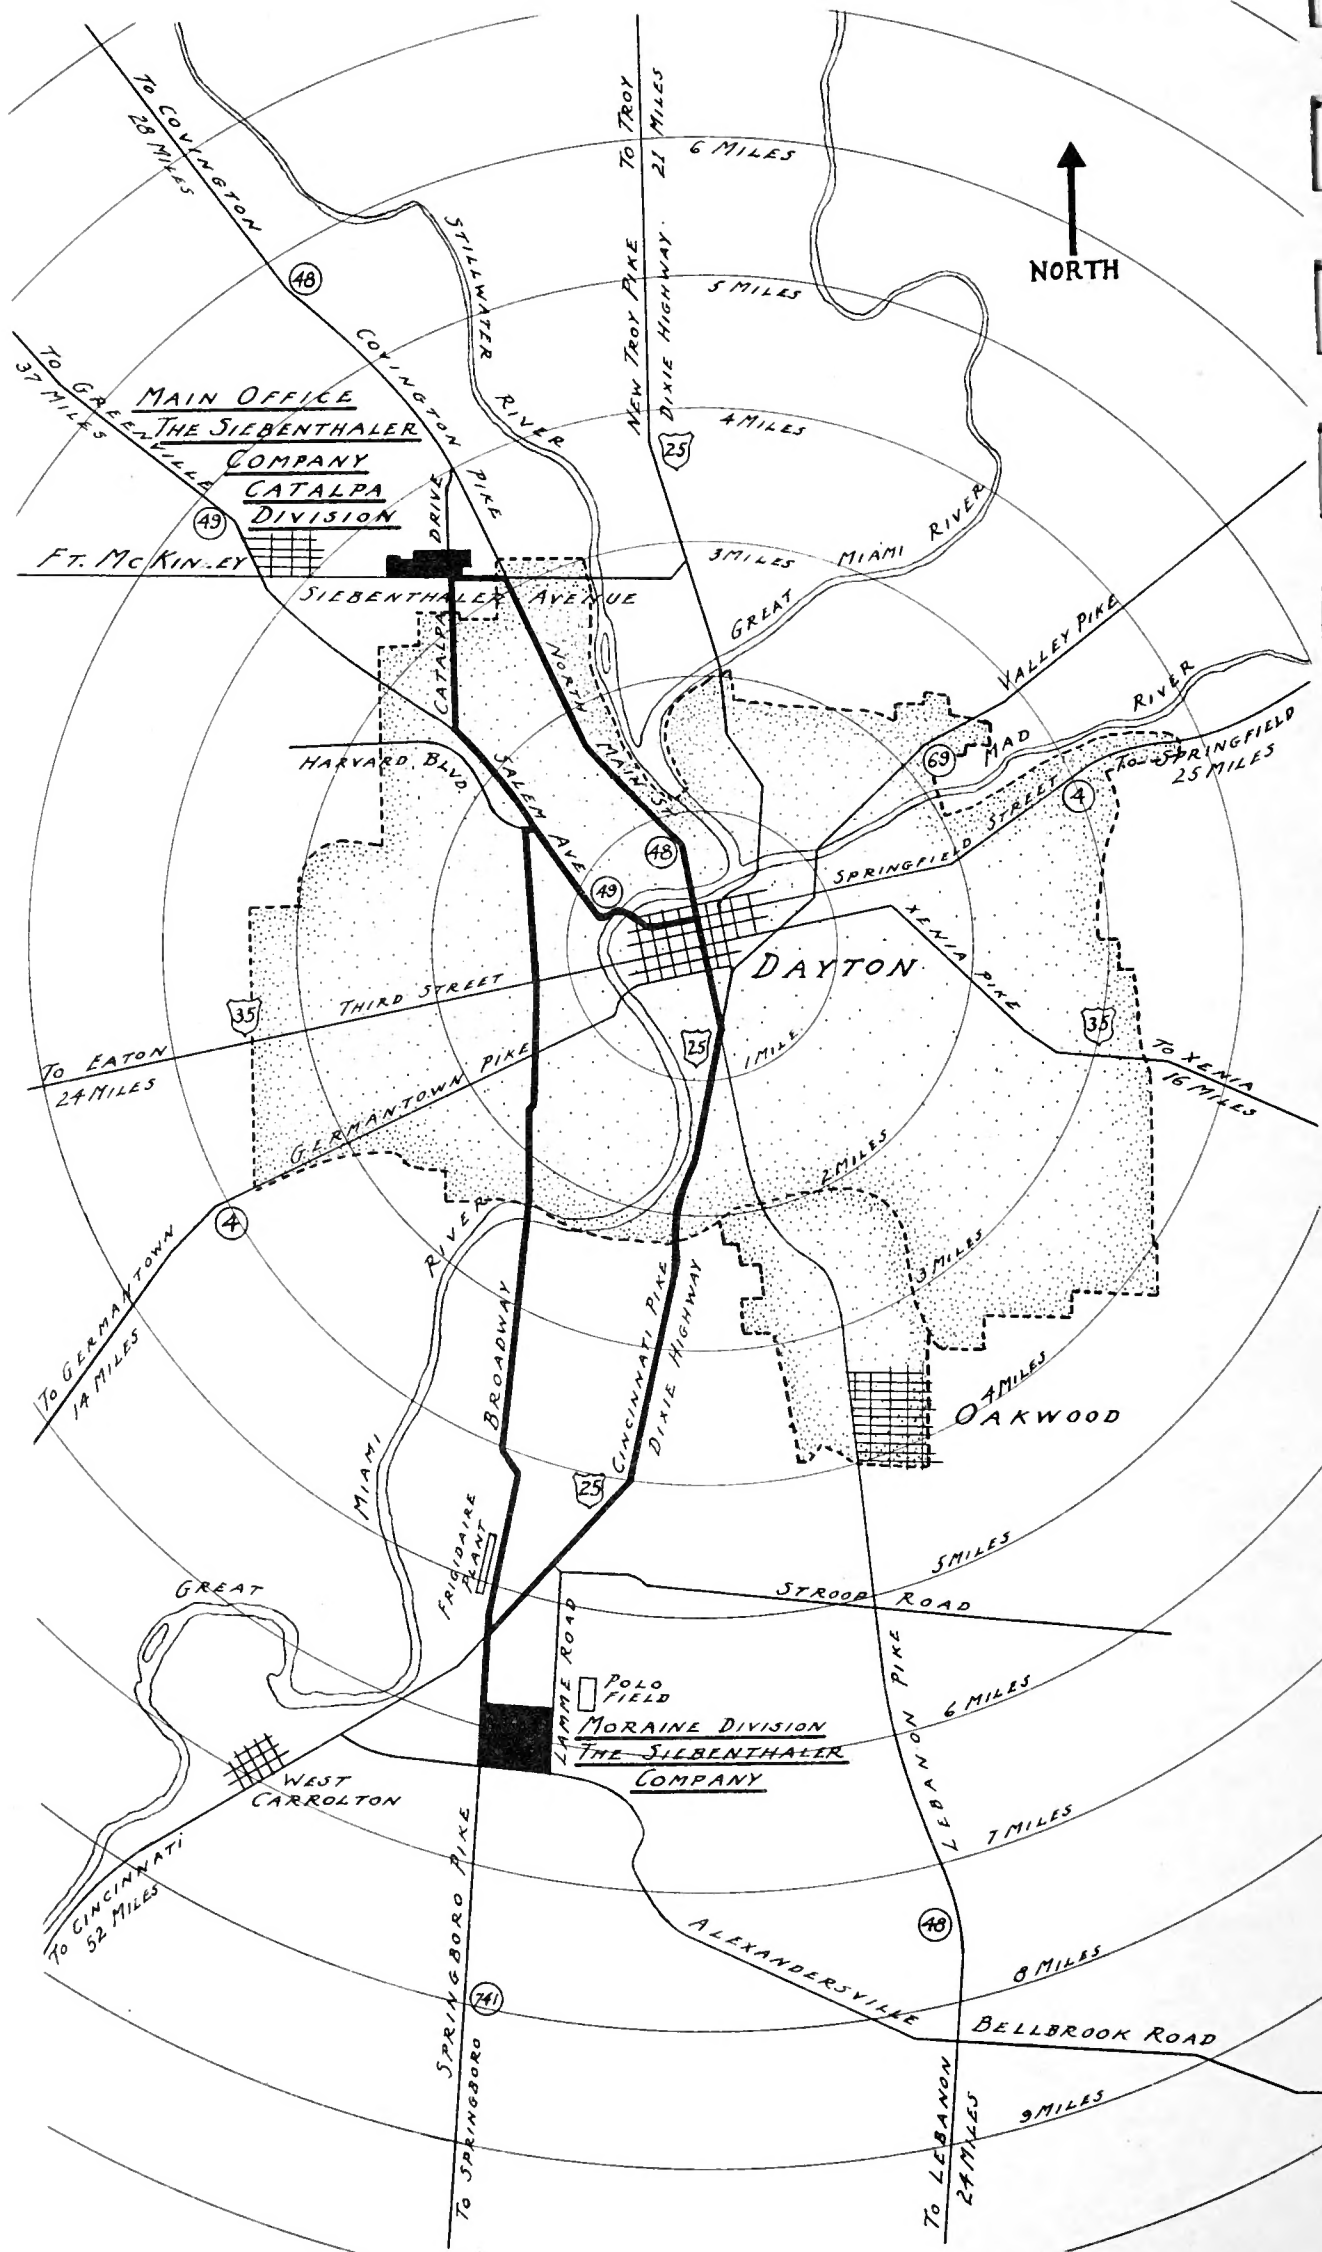 TO COVINGTON
28 MILES
TO TROY
21 MILES
6 MILES
NORTH
48
STILLWATER
RIVER
5 MILES
NEW TROY PIKE
DIXIE HIGHWAY
COVINGTON PIKE
TO GREENVILLE
37 MILES
MAIN OFFICE
THE SIEBENTHALER
COMPANY
CATALPA
DIVISION
4 MILES
25
49
DRIVE
FT. MCKINLEY
3 MILES
GREAT MIAMI RIVER
SIEBENTHALER AVENUE
CATALPA
NORTH MAIN ST.
VALLEY PIKE
MAD RIVER
69
TO SPRINGFIELD
25 MILES
4
HARVARD BLVD.
SALEM AVE
48
49
SPRINGFIELD STREET
XENIA PIKE
DAYTON
THIRD STREET
35
35
25
1 MILE
TO EATON
24 MILES
TO XENIA
16 MILES
GERMANTOWN PIKE
2 MILES
4
TO GERMANTOWN
14 MILES
3 MILES
BROADWAY
CINCINNATI PIKE
DIXIE HIGHWAY
4 MILES
OAKWOOD
25
GREAT MIAMI RIVER
FRIGIDAIRE
PLANT
5 MILES
STROOP ROAD
LAMME ROAD
POLO
FIELD
MORAINE DIVISION
THE SIEBENTHALER
COMPANY
6 MILES
LEBANON PIKE
WEST
CARROLTON
7 MILES
TO CINCINNATI
52 MILES
SPRINGBORO PIKE
48
8 MILES
741
ALEXANDERSVILLE
BELLBROOK ROAD
9 MILES
TO SPRINGBORO
TO LEBANON
24 MILES